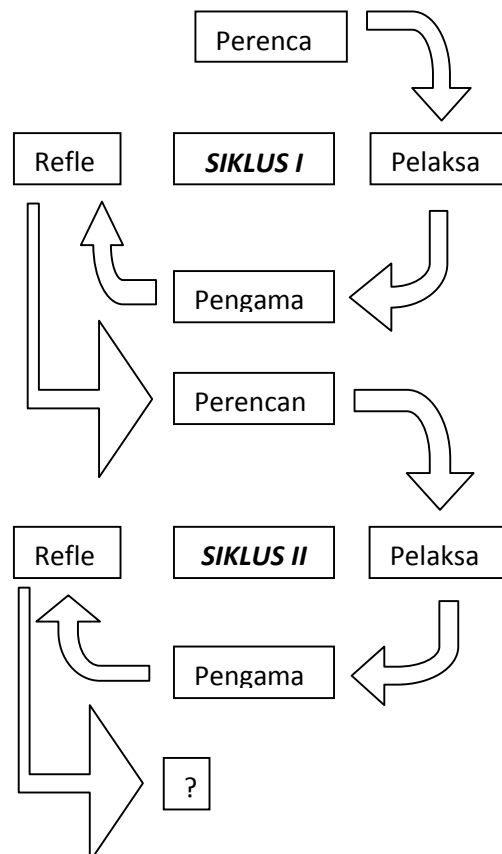 Perenca
Refle
SIKLUS I
Pelaksa
Pengama
Perencan
Refle
SIKLUS II
Pelaksa
Pengama
?